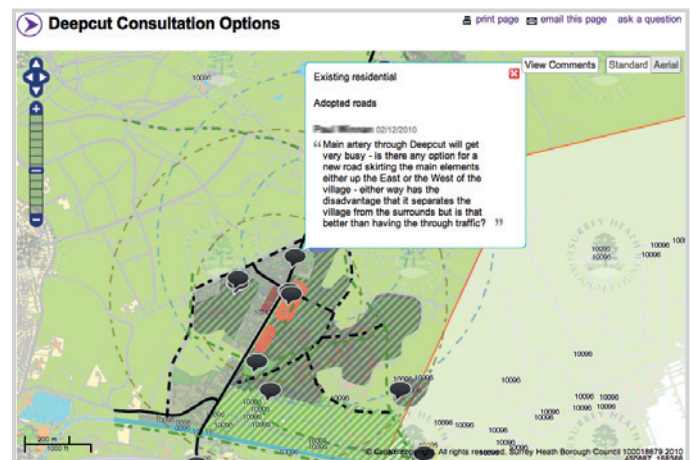 Deepcut Consultation Options
print page email this page ask a question
View Comments Standard Aerial
Existing residential
Adopted roads
02/12/2010
“ Main artery through Deepcut will get
very busy - is there any option for a
new road skirting the main elements
either up the East or the West of the
village - either way has the
disadvantage that it separates the
village from the surrounds but is that
better than having the through traffic? ”
10096
10096
10096
10096
10096
10096
10096
10096
10096
10096
200 m
1000 ft
All rights reserved. Surrey Heath Borough Council 100018679 2010